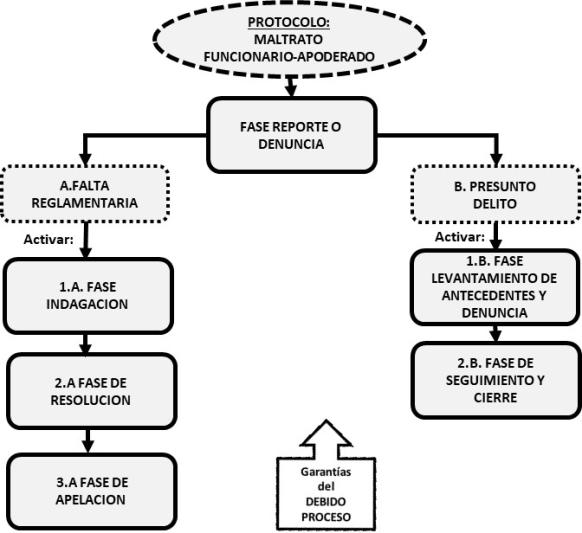 PROTOCOLO:
MALTRATO
FUNCIONARIO-APODERADO
FASE REPORTE O
DENUNCIA
A.FALTA
REGLAMENTARIA
B. PRESUNTO
DELITO
Activar:
Activar:
1.A. FASE
INDAGACION
1.B. FASE
LEVANTAMIENTO DE
ANTECEDENTES Y
DENUNCIA
2.A FASE DE
RESOLUCION
2.B. FASE DE
SEGUIMIENTO Y
CIERRE
3.A FASE DE
APELACION
Garantías
del
DEBIDO
PROCESO